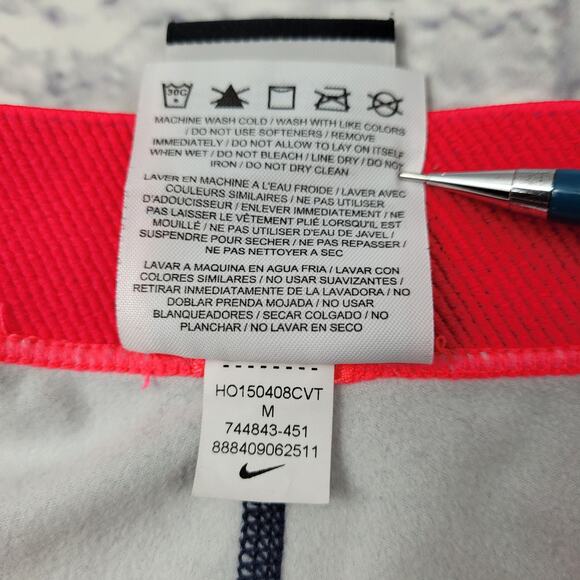 30C
MACHINE WASH COLD / WASH WITH LIKE COLORS
/ DO NOT USE SOFTENERS / REMOVE
IMMEDIATELY / DO NOT ALLOW TO LAY ON ITSELF
WHEN WET / DO NOT BLEACH / LINE DRY / DO NOT
IRON / DO NOT DRY CLEAN
LAVER EN MACHINE A L'EAU FROIDE / LAVER AVEC
COULEURS SIMILAIRES / NE PAS UTILISER
D'ADOUCISSEUR / ENLEVER IMMEDIATEMENT / NE
PAS LAISSER LE VÊTEMENT PLIÉ LORSQU'IL EST
MOUILLÉ / NE PAS UTILISER D'EAU DE JAVEL /
SUSPENDRE POUR SECHER / NE PAS REPASSER /
NE PAS NETTOYER A SEC
LAVAR A MAQUINA EN AGUA FRIA / LAVAR CON
COLORES SIMILARES / NO USAR SUAVIZANTES /
RETIRAR INMEDIATAMENTE DE LA LAVADORA / NO
DOBLAR PRENDA MOJADA / NO USAR
BLANQUEADORES / SECAR COLGADO / NO
PLANCHAR / NO LAVAR EN SECO
HO150408CVT
M
744843-451
888409062511